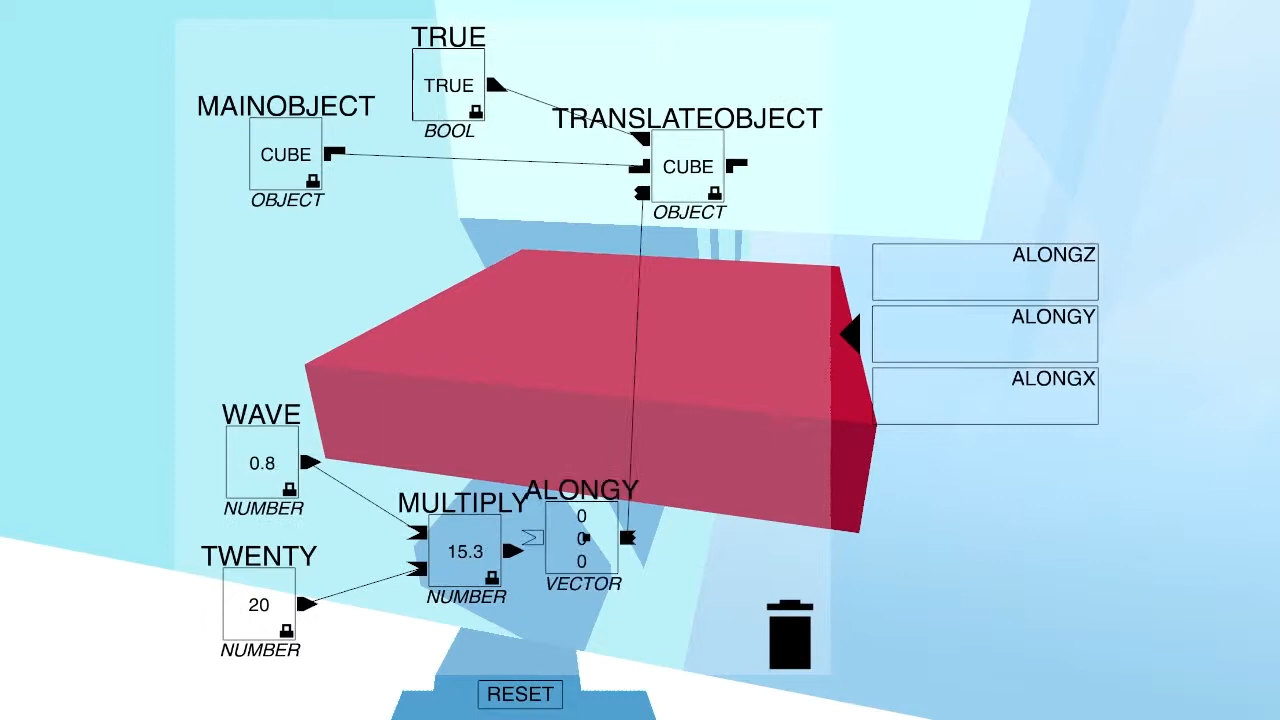 TRUE
TRUE
BOOL
MAINOBJECT
CUBE
OBJECT
TRANSLATEOBJECT
CUBE
OBJECT
ALONGZ
ALONGY
ALONGX
WAVE
0.8
NUMBER
MULTIPLY
15.3
NUMBER
ALONGY
0
0
0
VECTOR
TWENTY
20
NUMBER
RESET